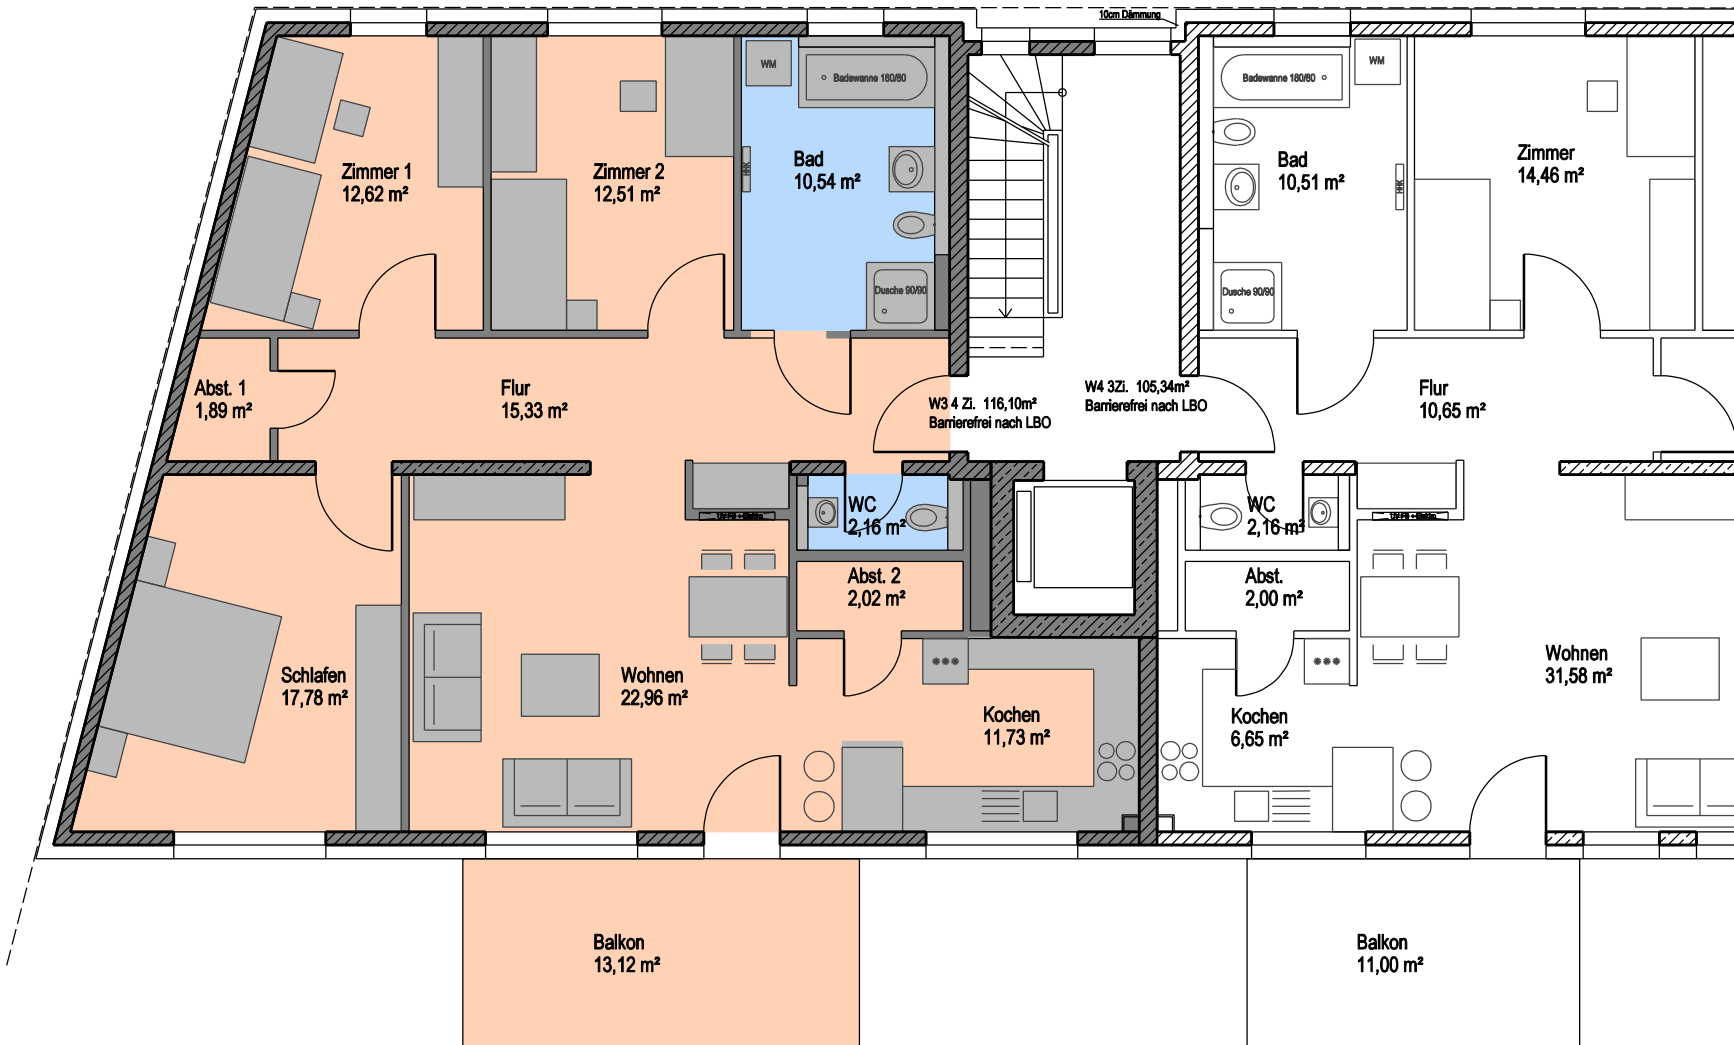 10cm Dämmung
WM
Badewanne 180/80
Badewanne 180/80
WM
Zimmer 1
12,62 m²
Zimmer 2
12,51 m²
Bad
10,54 m²
HHK
Bad
10,51 m²
HHK
Zimmer
14,46 m²
Dusche 90/90
Dusche 90/90
Abst. 1
1,89 m²
Flur
15,33 m²
W3 4 Zi. 116,10m²
Barrierefrei nach LBO
W4 3Zi. 105,34m²
Barrierefrei nach LBO
Flur
10,65 m²
WC
2,16 m²
WC
2,16 m²
Abst. 2
2,02 m²
Abst.
2,00 m²
Schlafen
17,78 m²
Wohnen
22,96 m²
Kochen
11,73 m²
Kochen
6,65 m²
Wohnen
31,58 m²
Balkon
13,12 m²
Balkon
11,00 m²